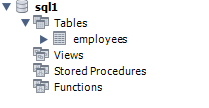 sql1
Tables
employees
Views
Stored Procedures
Functions